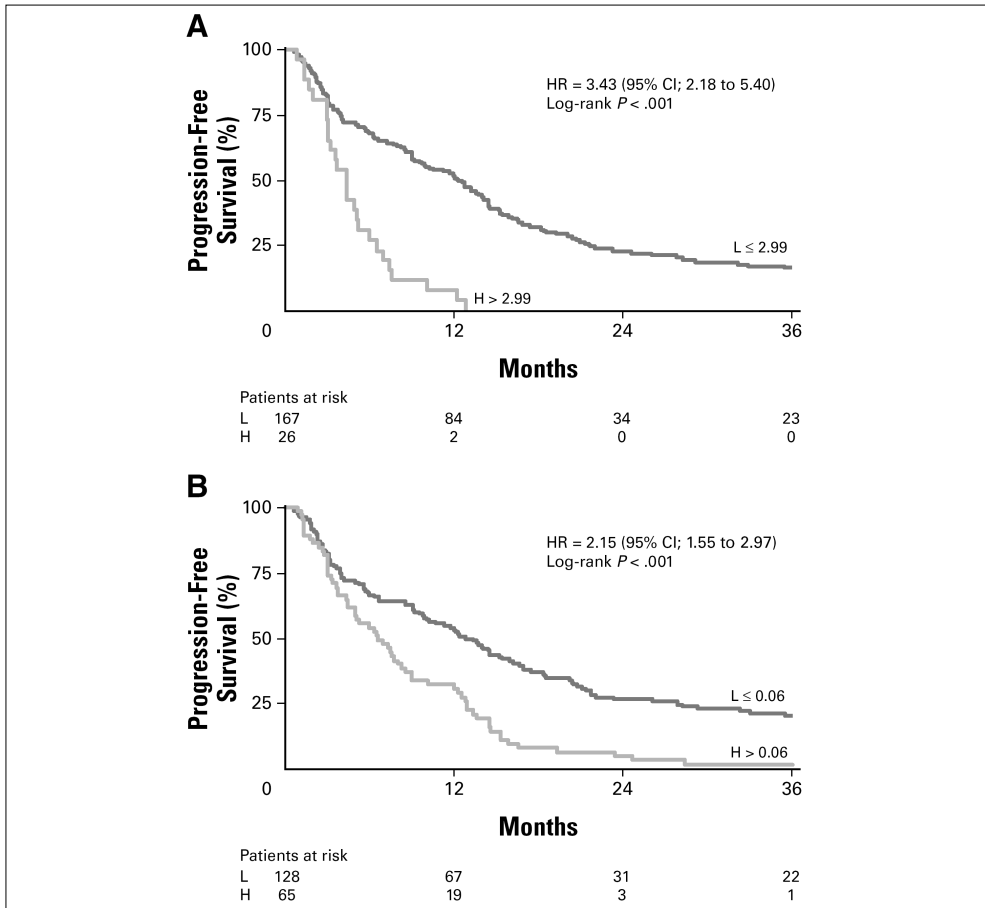 A
100
75
50
25
0
12
24
36
Progression-Free
Survival (%)
HR = 3.43 (95% CI; 2.18 to 5.40)
Log-rank P < .001
L ≤ 2.99
H > 2.99
Months
Patients at risk
L 167 84 34 23
H 26 2 0 0
B
100
75
50
25
0
12
24
36
Progression-Free
Survival (%)
HR = 2.15 (95% CI; 1.55 to 2.97)
Log-rank P < .001
L ≤ 0.06
H > 0.06
Months
Patients at risk
L 128 67 31 22
H 65 19 3 1